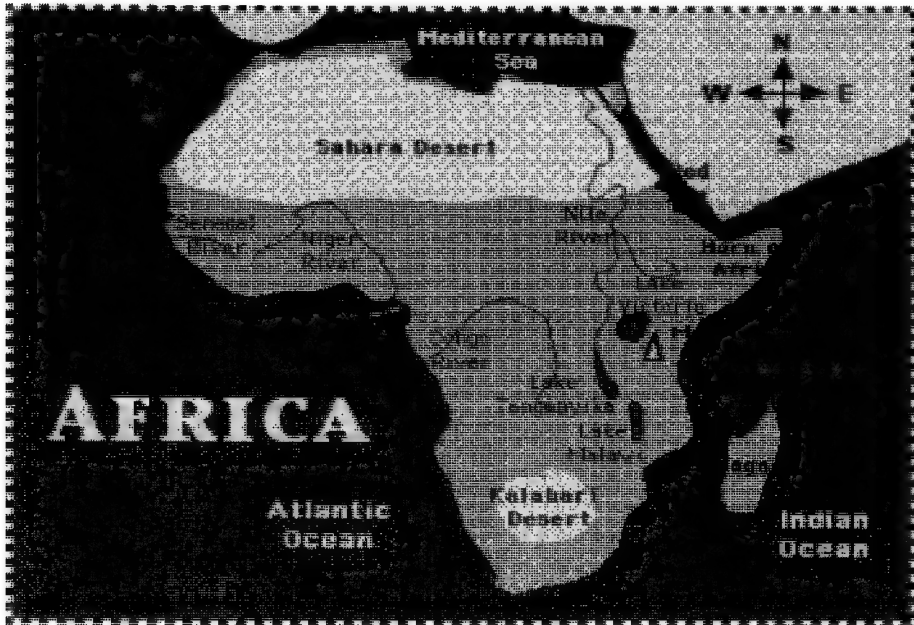 Mediterranean
Sea
N
W E
S
Sahara Desert
Senegal
River
Niger
River
Nile
River
Horn
Lake
Victoria
River
Lake
Tanganyika
Lake
Malawi
AFRICA
Kalahari
Desert
Atlantic
Ocean
Indian
Ocean